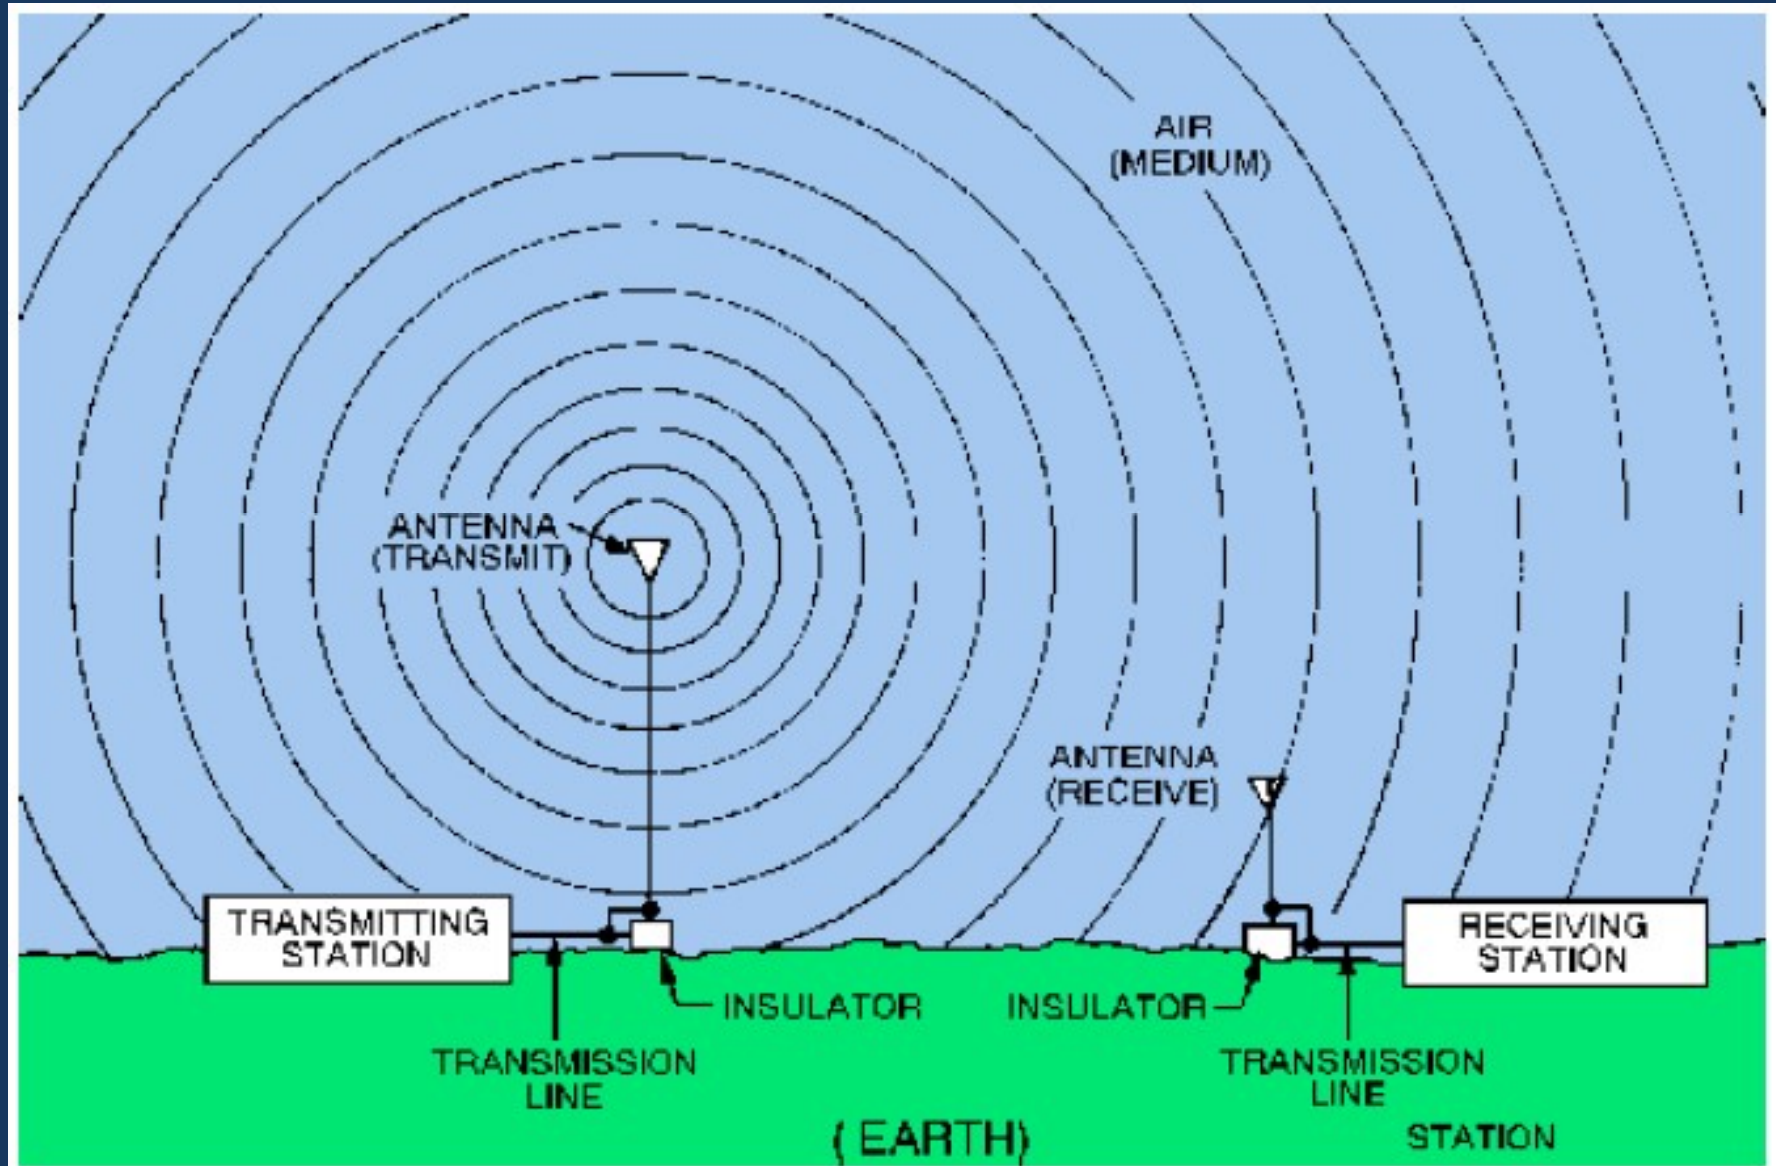 AIR
(MEDIUM)
ANTENNA
(TRANSMIT)
ANTENNA
(RECEIVE)
TRANSMITTING
STATION
RECEIVING
STATION
INSULATOR
INSULATOR
TRANSMISSION
LINE
TRANSMISSION
LINE
(EARTH)
STATION